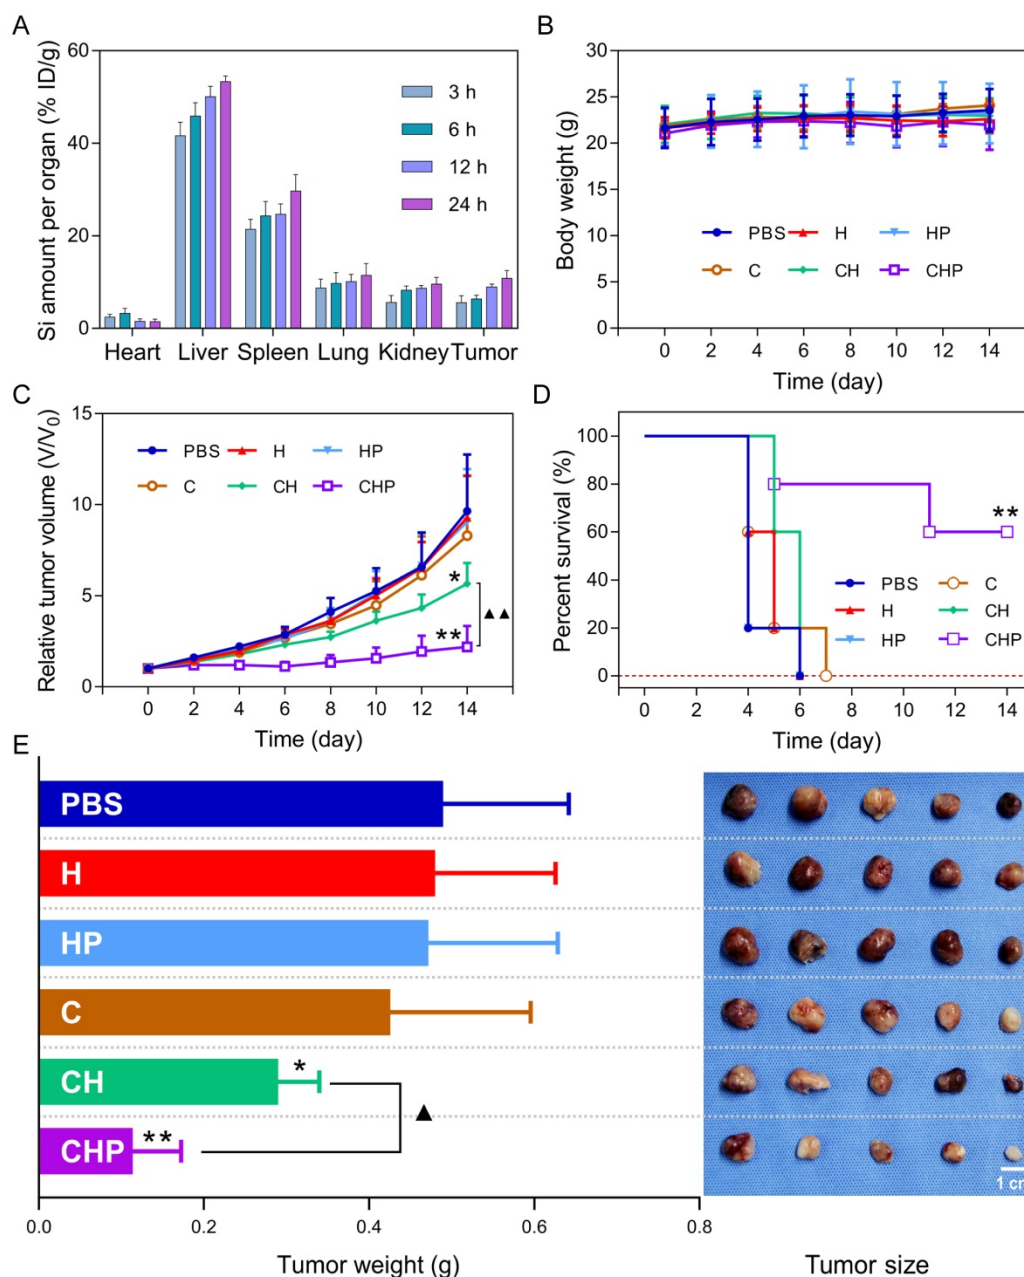 A
Si amount per organ (% ID/g)
60
40
20
0
3 h
6 h
12 h
24 h
Heart Liver Spleen Lung Kidney Tumor
B
Body weight (g)
30
25
20
15
10
5
0
PBS H HP
C CH CHP
0 2 4 6 8 10 12 14
Time (day)
C
Relative tumor volume (V/V0)
15
10
5
0
PBS H HP
C CH CHP
*
▲▲
**
0 2 4 6 8 10 12 14
Time (day)
D
Percent survival (%)
100
80
60
40
20
0
**
PBS C
H CH
HP CHP
0 2 4 6 8 10 12 14
Time (day)
E
PBS
H
HP
C
CH *
▲
CHP **
1 cm
0.0 0.2 0.4 0.6 0.8
Tumor weight (g) Tumor size